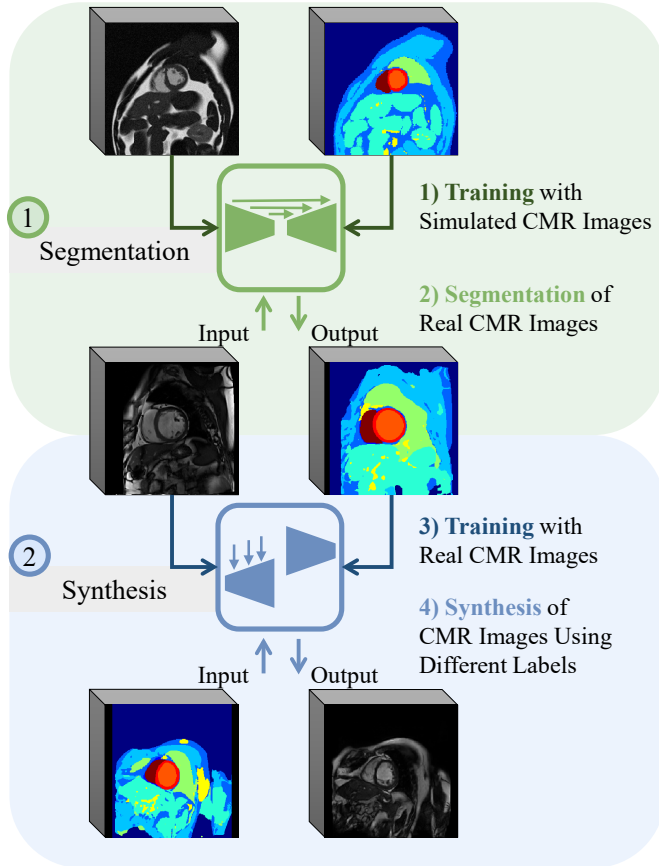 1) Training with
Simulated CMR Images
1
Segmentation
2) Segmentation of
Real CMR Images
Input
Output
3) Training with
Real CMR Images
2
Synthesis
4) Synthesis of
CMR Images Using
Different Labels
Input
Output